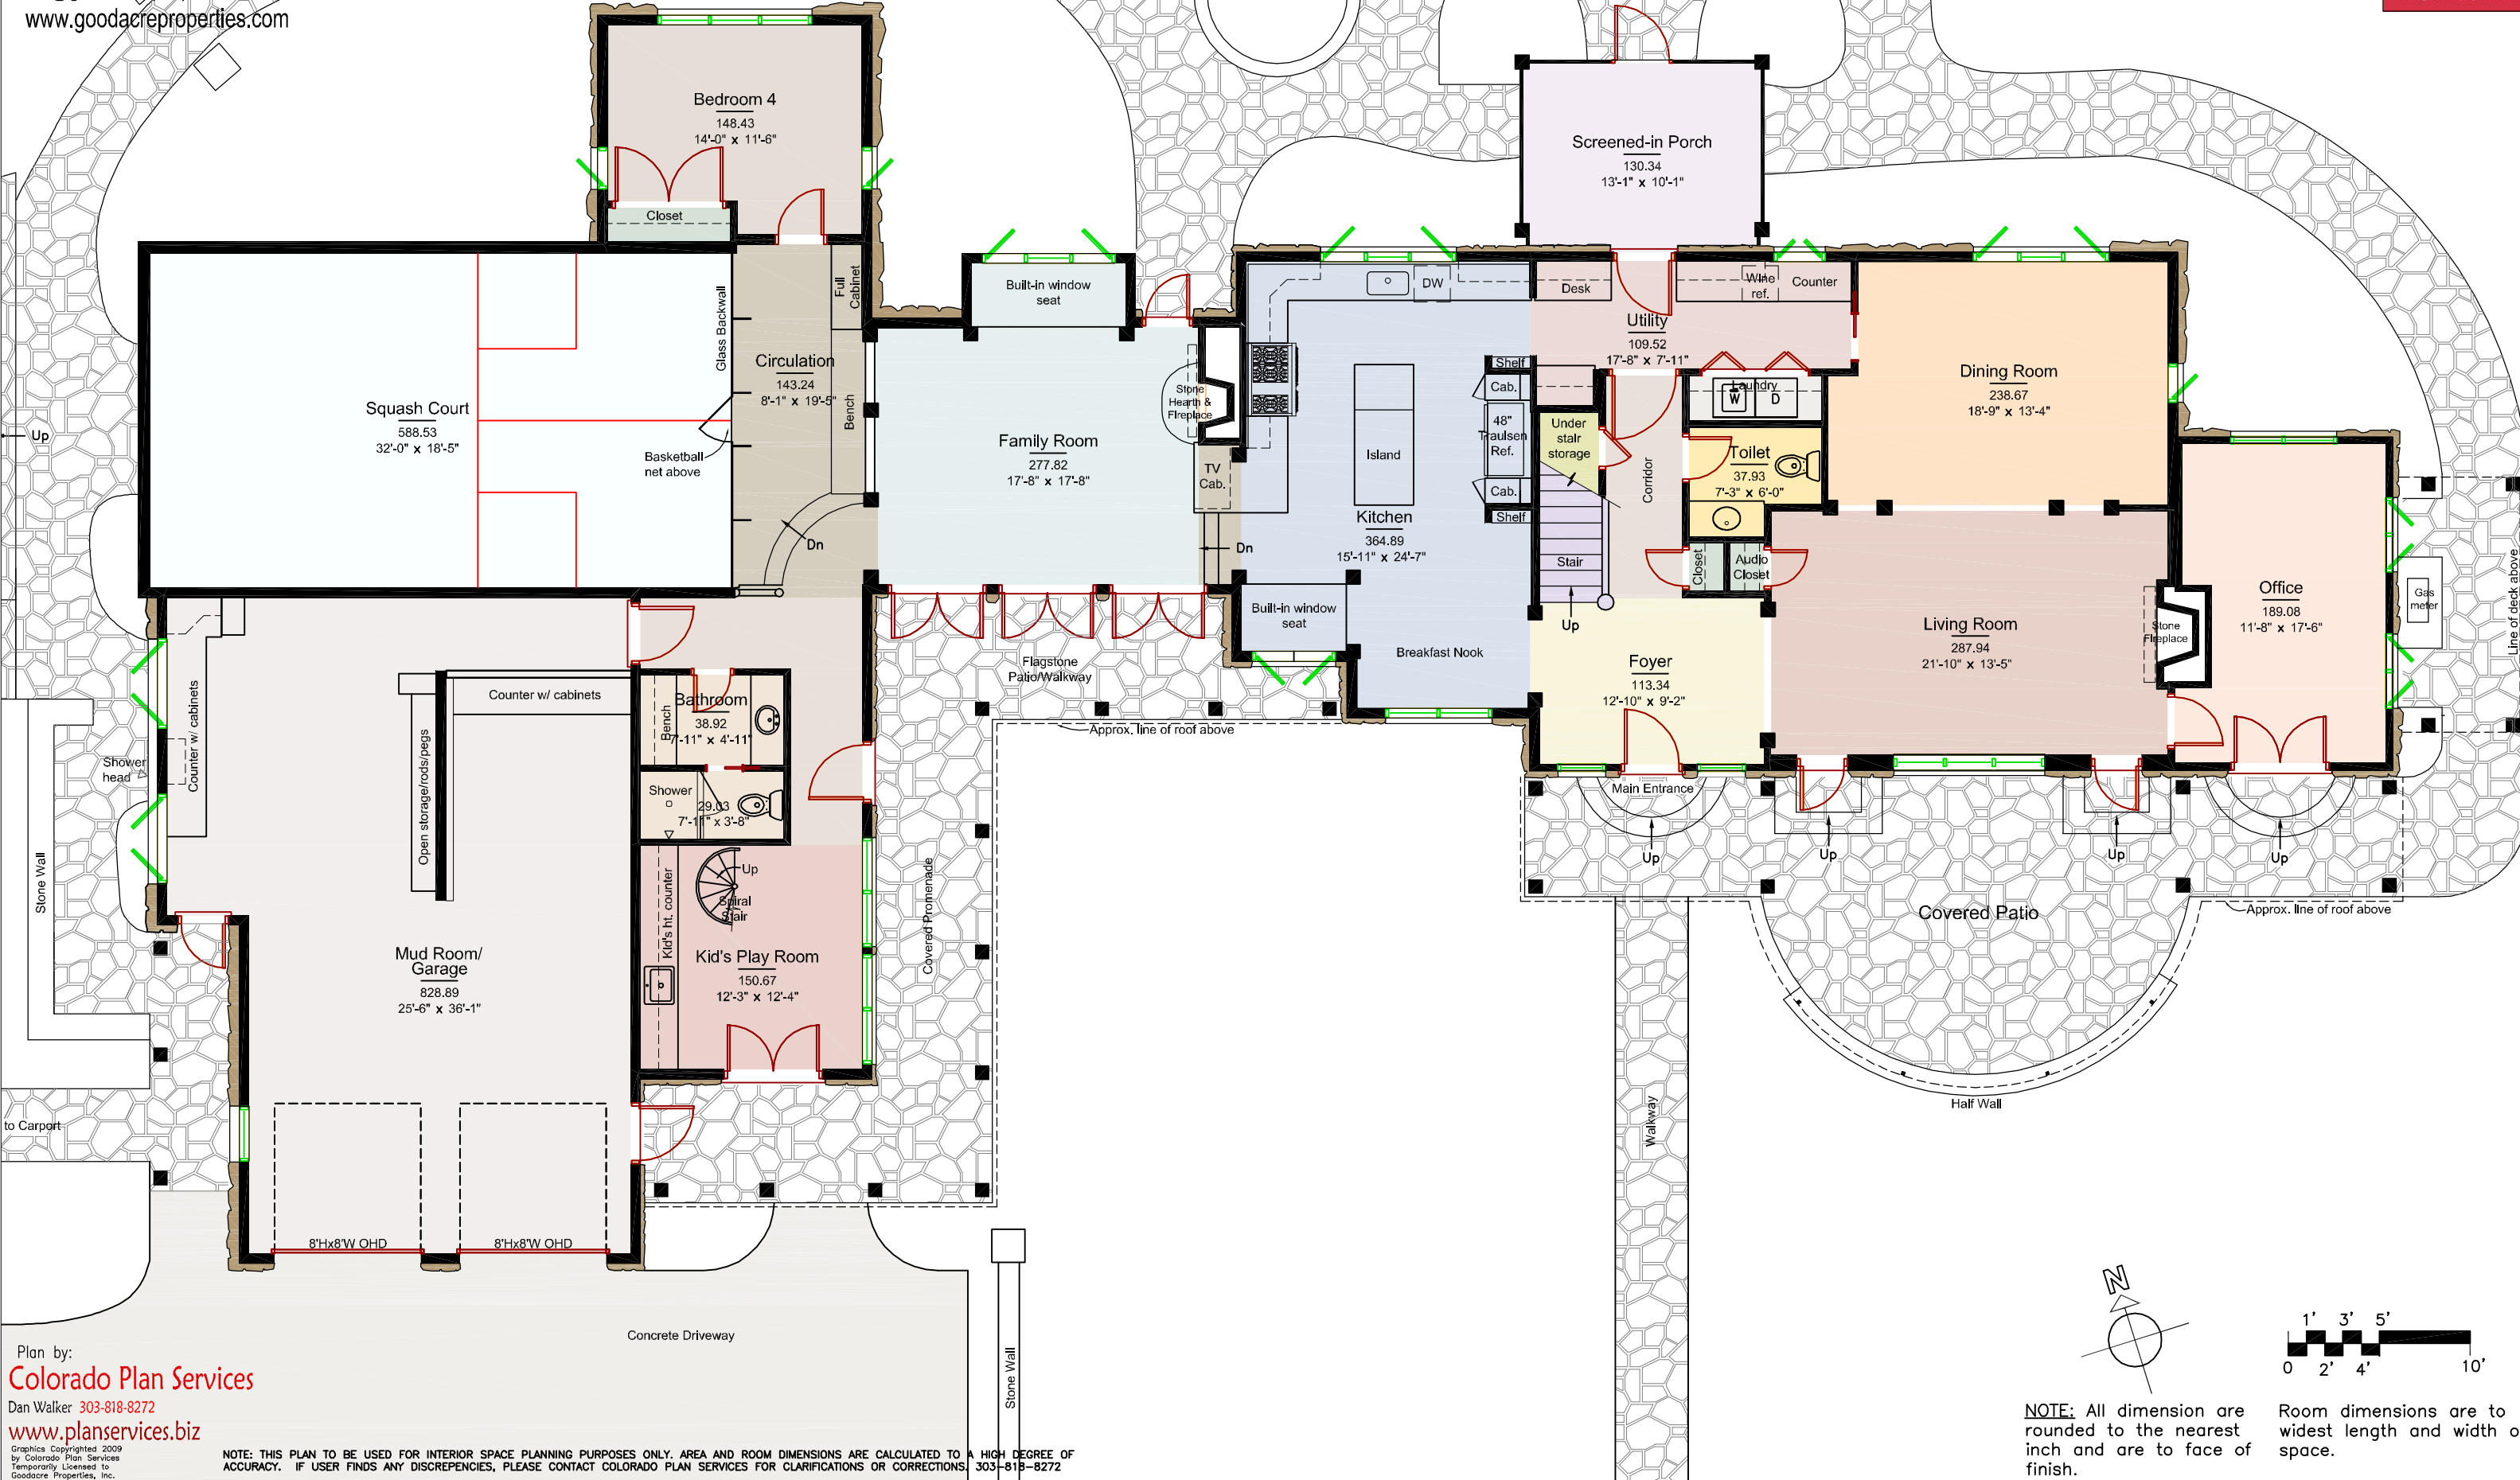 www.goodacreproperties.com
Bedroom 4
148.43
14'-0" x 11'-6"
Closet
Screened-in Porch
130.34
13'-1" x 10'-1"
Full
Cabinet
Glass Backwall
Circulation
143.24
8'-1" x 19'-5"
Bench
Built-in window
seat
DW
Desk
Wine
ref.
Counter
Utility
109.52
17'-8" x 7'-11"
Squash Court
588.53
32'-0" x 18'-5"
Up
Basketball
net above
Dn
Family Room
277.82
17'-8" x 17'-8"
Stone
Hearth &
Fireplace
TV
Cab.
Dn
Shelf
Cab.
48"
Traulsen
Ref.
Cab.
Shelf
Island
Kitchen
364.89
15'-11" x 24'-7"
Under
stair
storage
Corridor
Stair
Up
Laundry
W
D
Toilet
37.93
7'-3" x 6'-0"
Closet
Audio
Closet
Dining Room
238.67
18'-9" x 13'-4"
Office
189.08
11'-8" x 17'-6"
Gas
meter
Line of deck above
Living Room
287.94
21'-10" x 13'-5"
Stone
Fireplace
Built-in window
seat
Breakfast Nook
Foyer
113.34
12'-10" x 9'-2"
Flagstone
Patio/Walkway
Approx. line of roof above
Main Entrance
Up
Up
Up
Up
Counter w/ cabinets
Counter w/ cabinets
Open storage/rods/pegs
Shower
head
Stone Wall
Bathroom
38.92
7'-11" x 4'-11"
Bench
Shower
29.03
7'-11" x 3'-8"
Up
Spiral
Stair
Kid's ht. counter
Kid's Play Room
150.67
12'-3" x 12'-4"
Covered Promenade
Mud Room/
Garage
828.89
25'-6" x 36'-1"
Covered Patio
Approx. line of roof above
Half Wall
Walkway
to Carport
8'Hx8'W OHD
8'Hx8'W OHD
Concrete Driveway
Stone Wall
N
1' 3' 5'
0 2' 4' 10'
Plan by:
Colorado Plan Services
Dan Walker 303-818-8272
www.planservices.biz
Graphics Copyrighted 2009
by Colorado Plan Services
Temporarily Licensed to
Goodacre Properties, Inc.
NOTE: THIS PLAN TO BE USED FOR INTERIOR SPACE PLANNING PURPOSES ONLY. AREA AND ROOM DIMENSIONS ARE CALCULATED TO A HIGH DEGREE OF
ACCURACY. IF USER FINDS ANY DISCREPENCIES, PLEASE CONTACT COLORADO PLAN SERVICES FOR CLARIFICATIONS OR CORRECTIONS. 303-818-8272
NOTE: All dimension are
rounded to the nearest
inch and are to face of
finish.
Room dimensions are to
widest length and width o
space.